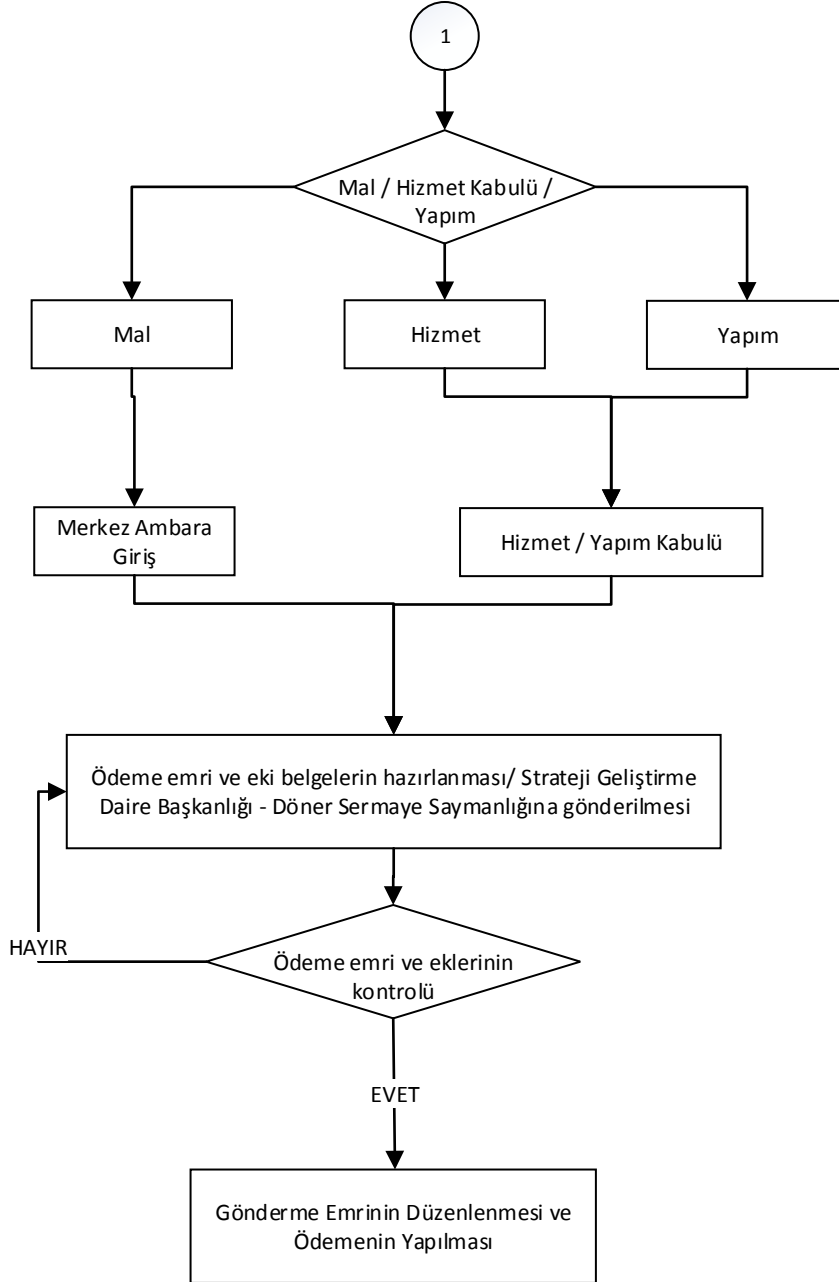 1
Mal / Hizmet Kabulü /
Yapım
Mal
Hizmet
Yapım
Merkez Ambara
Giriş
Hizmet / Yapım Kabulü
Ödeme emri ve eki belgelerin hazırlanması/ Strateji Geliştirme
Daire Başkanlığı - Döner Sermaye Saymanlığına gönderilmesi
HAYIR
Ödeme emri ve eklerinin
kontrolü
EVET
Gönderme Emrinin Düzenlenmesi ve
Ödemenin Yapılması